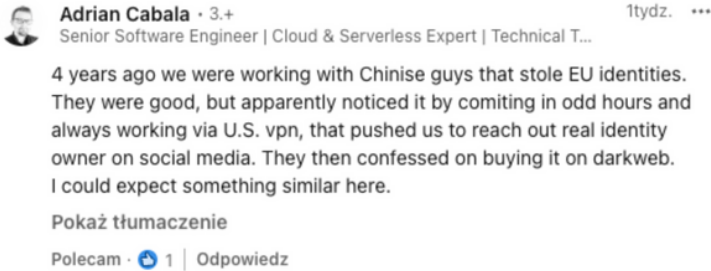 Adrian Cabala · 3.+
1tydz. ...
Senior Software Engineer | Cloud & Serverless Expert | Technical T...
4 years ago we were working with Chinise guys that stole EU identities.
They were good, but apparently noticed it by comiting in odd hours and
always working via U.S. vpn, that pushed us to reach out real identity
owner on social media. They then confessed on buying it on darkweb.
I could expect something similar here.
Pokaż tłumaczenie
Polecam · 1 | Odpowiedz